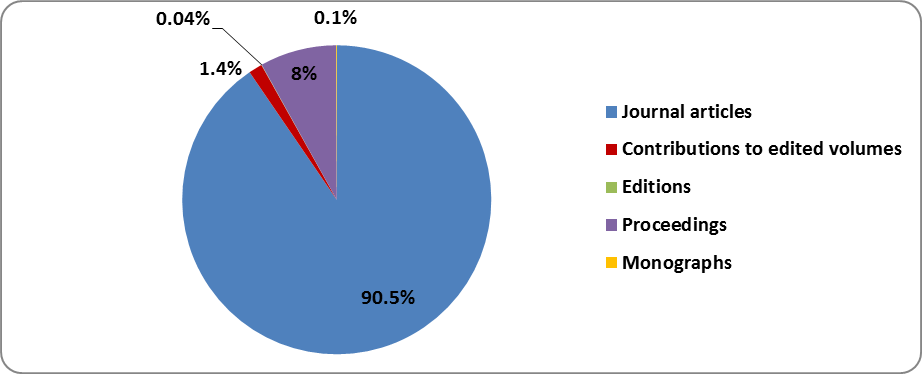 0.04%
0.1%
1.4%
8%
90.5%
Journal articles
Contributions to edited volumes
Editions
Proceedings
Monographs